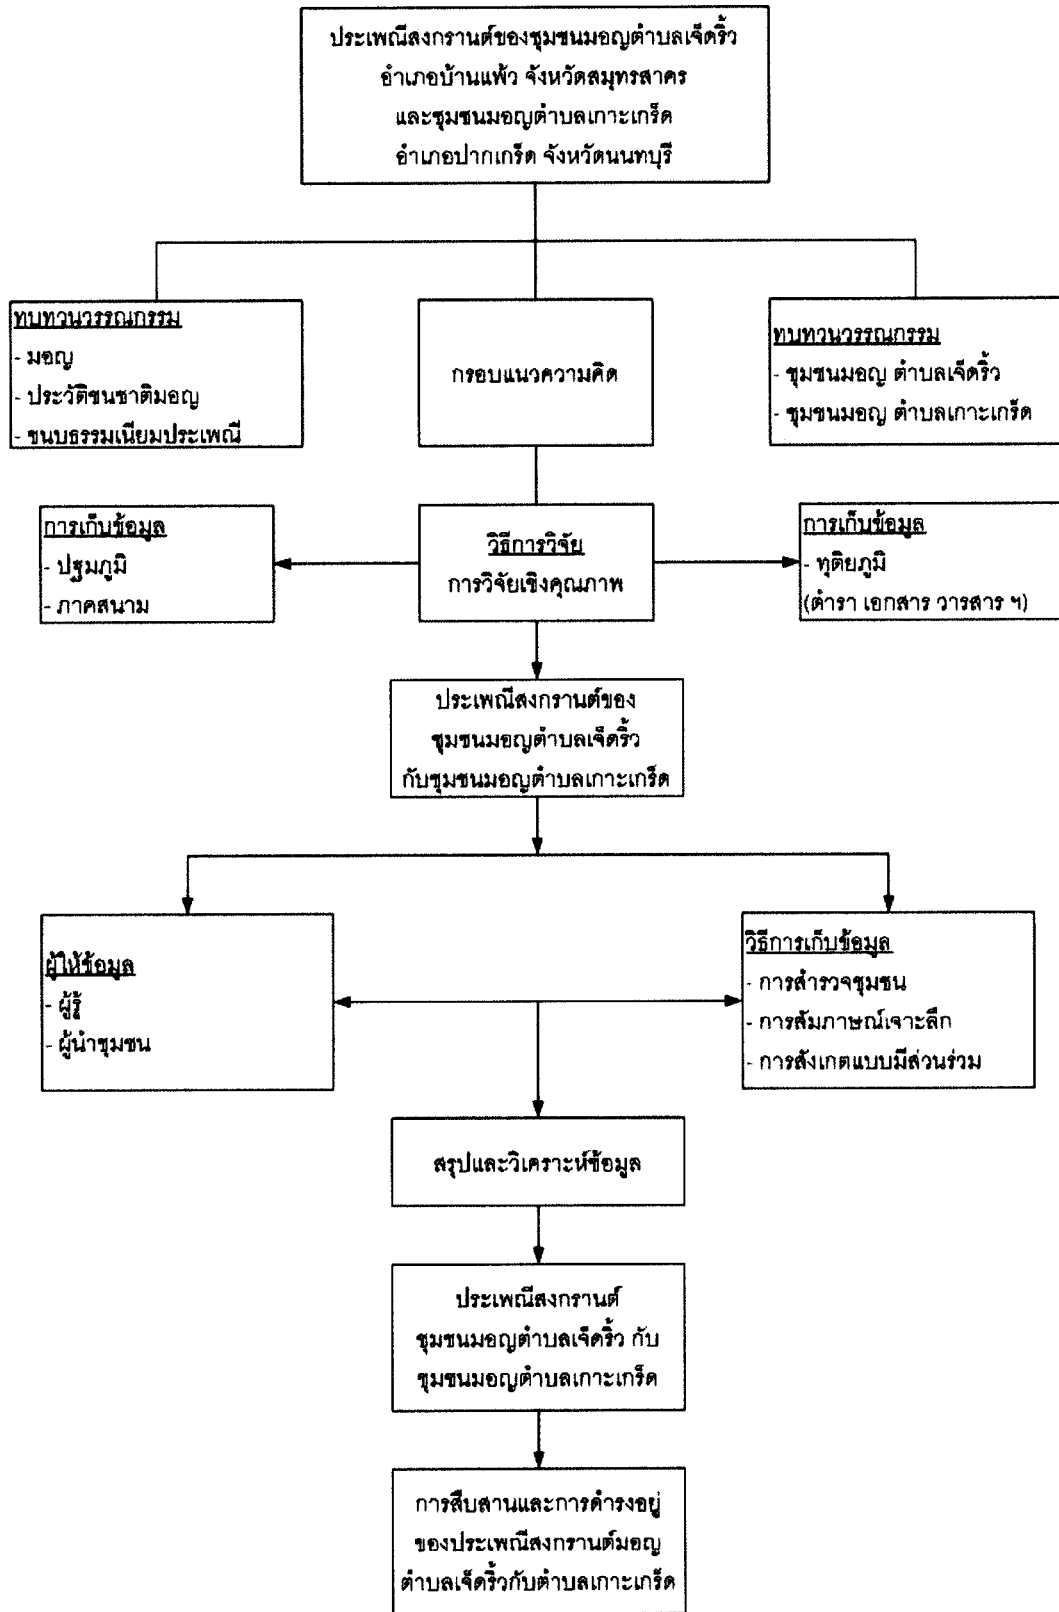 ประเพณีสงกรานต์ของชุมชนมอญตำบลเจ็ดริ้ว
อำเภอบ้านแพ้ว จังหวัดสมุทรสาคร
และชุมชนมอญตำบลเกาะเกร็ด
อำเภอปากเกร็ด จังหวัดนนทบุรี
ทบทวนวรรณกรรม
- มอญ
- ประวัติชนชาติมอญ
- ขนบธรรมเนียมประเพณี
กรอบแนวความคิด
ทบทวนวรรณกรรม
- ชุมชนมอญ ตำบลเจ็ดริ้ว
- ชุมชนมอญ ตำบลเกาะเกร็ด
การเก็บข้อมูล
- ปฐมภูมิ
- ภาคสนาม
วิธีการวิจัย
การวิจัยเชิงคุณภาพ
การเก็บข้อมูล
- ทุติยภูมิ
(ตำรา เอกสาร วารสาร ฯ)
ประเพณีสงกรานต์ของ
ชุมชนมอญตำบลเจ็ดริ้ว
กับชุมชนมอญตำบลเกาะเกร็ด
ผู้ให้ข้อมูล
- ผู้รู้
- ผู้นำชุมชน
วิธีการเก็บข้อมูล
- การสำรวจชุมชน
- การสัมภาษณ์เจาะลึก
- การสังเกตแบบมีส่วนร่วม
สรุปและวิเคราะห์ข้อมูล
ประเพณีสงกรานต์
ชุมชนมอญตำบลเจ็ดริ้ว กับ
ชุมชนมอญตำบลเกาะเกร็ด
การสืบสานและการดำรงอยู่
ของประเพณีสงกรานต์มอญ
ตำบลเจ็ดริ้วกับตำบลเกาะเกร็ด